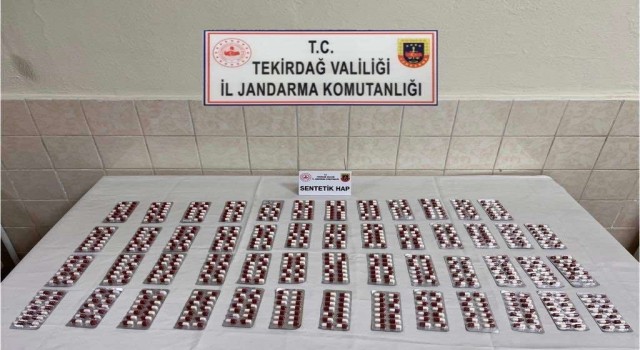 T.C.
TEKİRDAĞ VALİLİĞİ
İL JANDARMA KOMUTANLIĞI
SENTETİK HAP